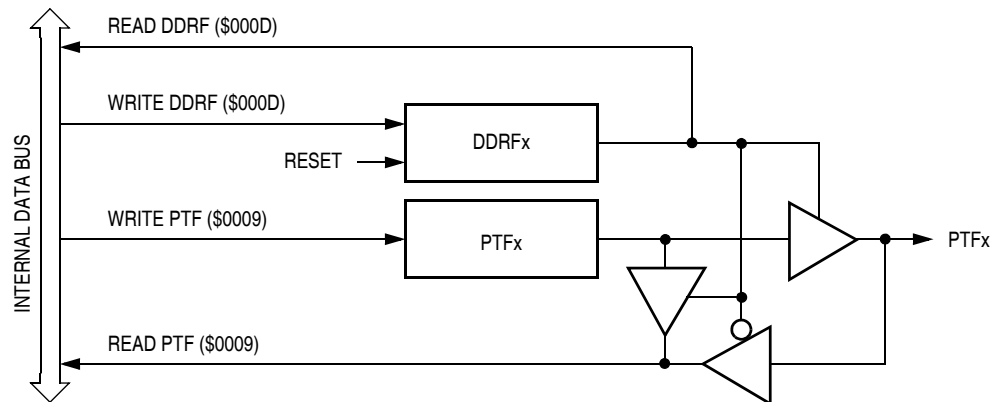 READ DDRF ($000D)
WRITE DDRF ($000D)
DDRFx
RESET
WRITE PTF ($0009)
PTFx
PTFx
READ PTF ($0009)
INTERNAL DATA BUS